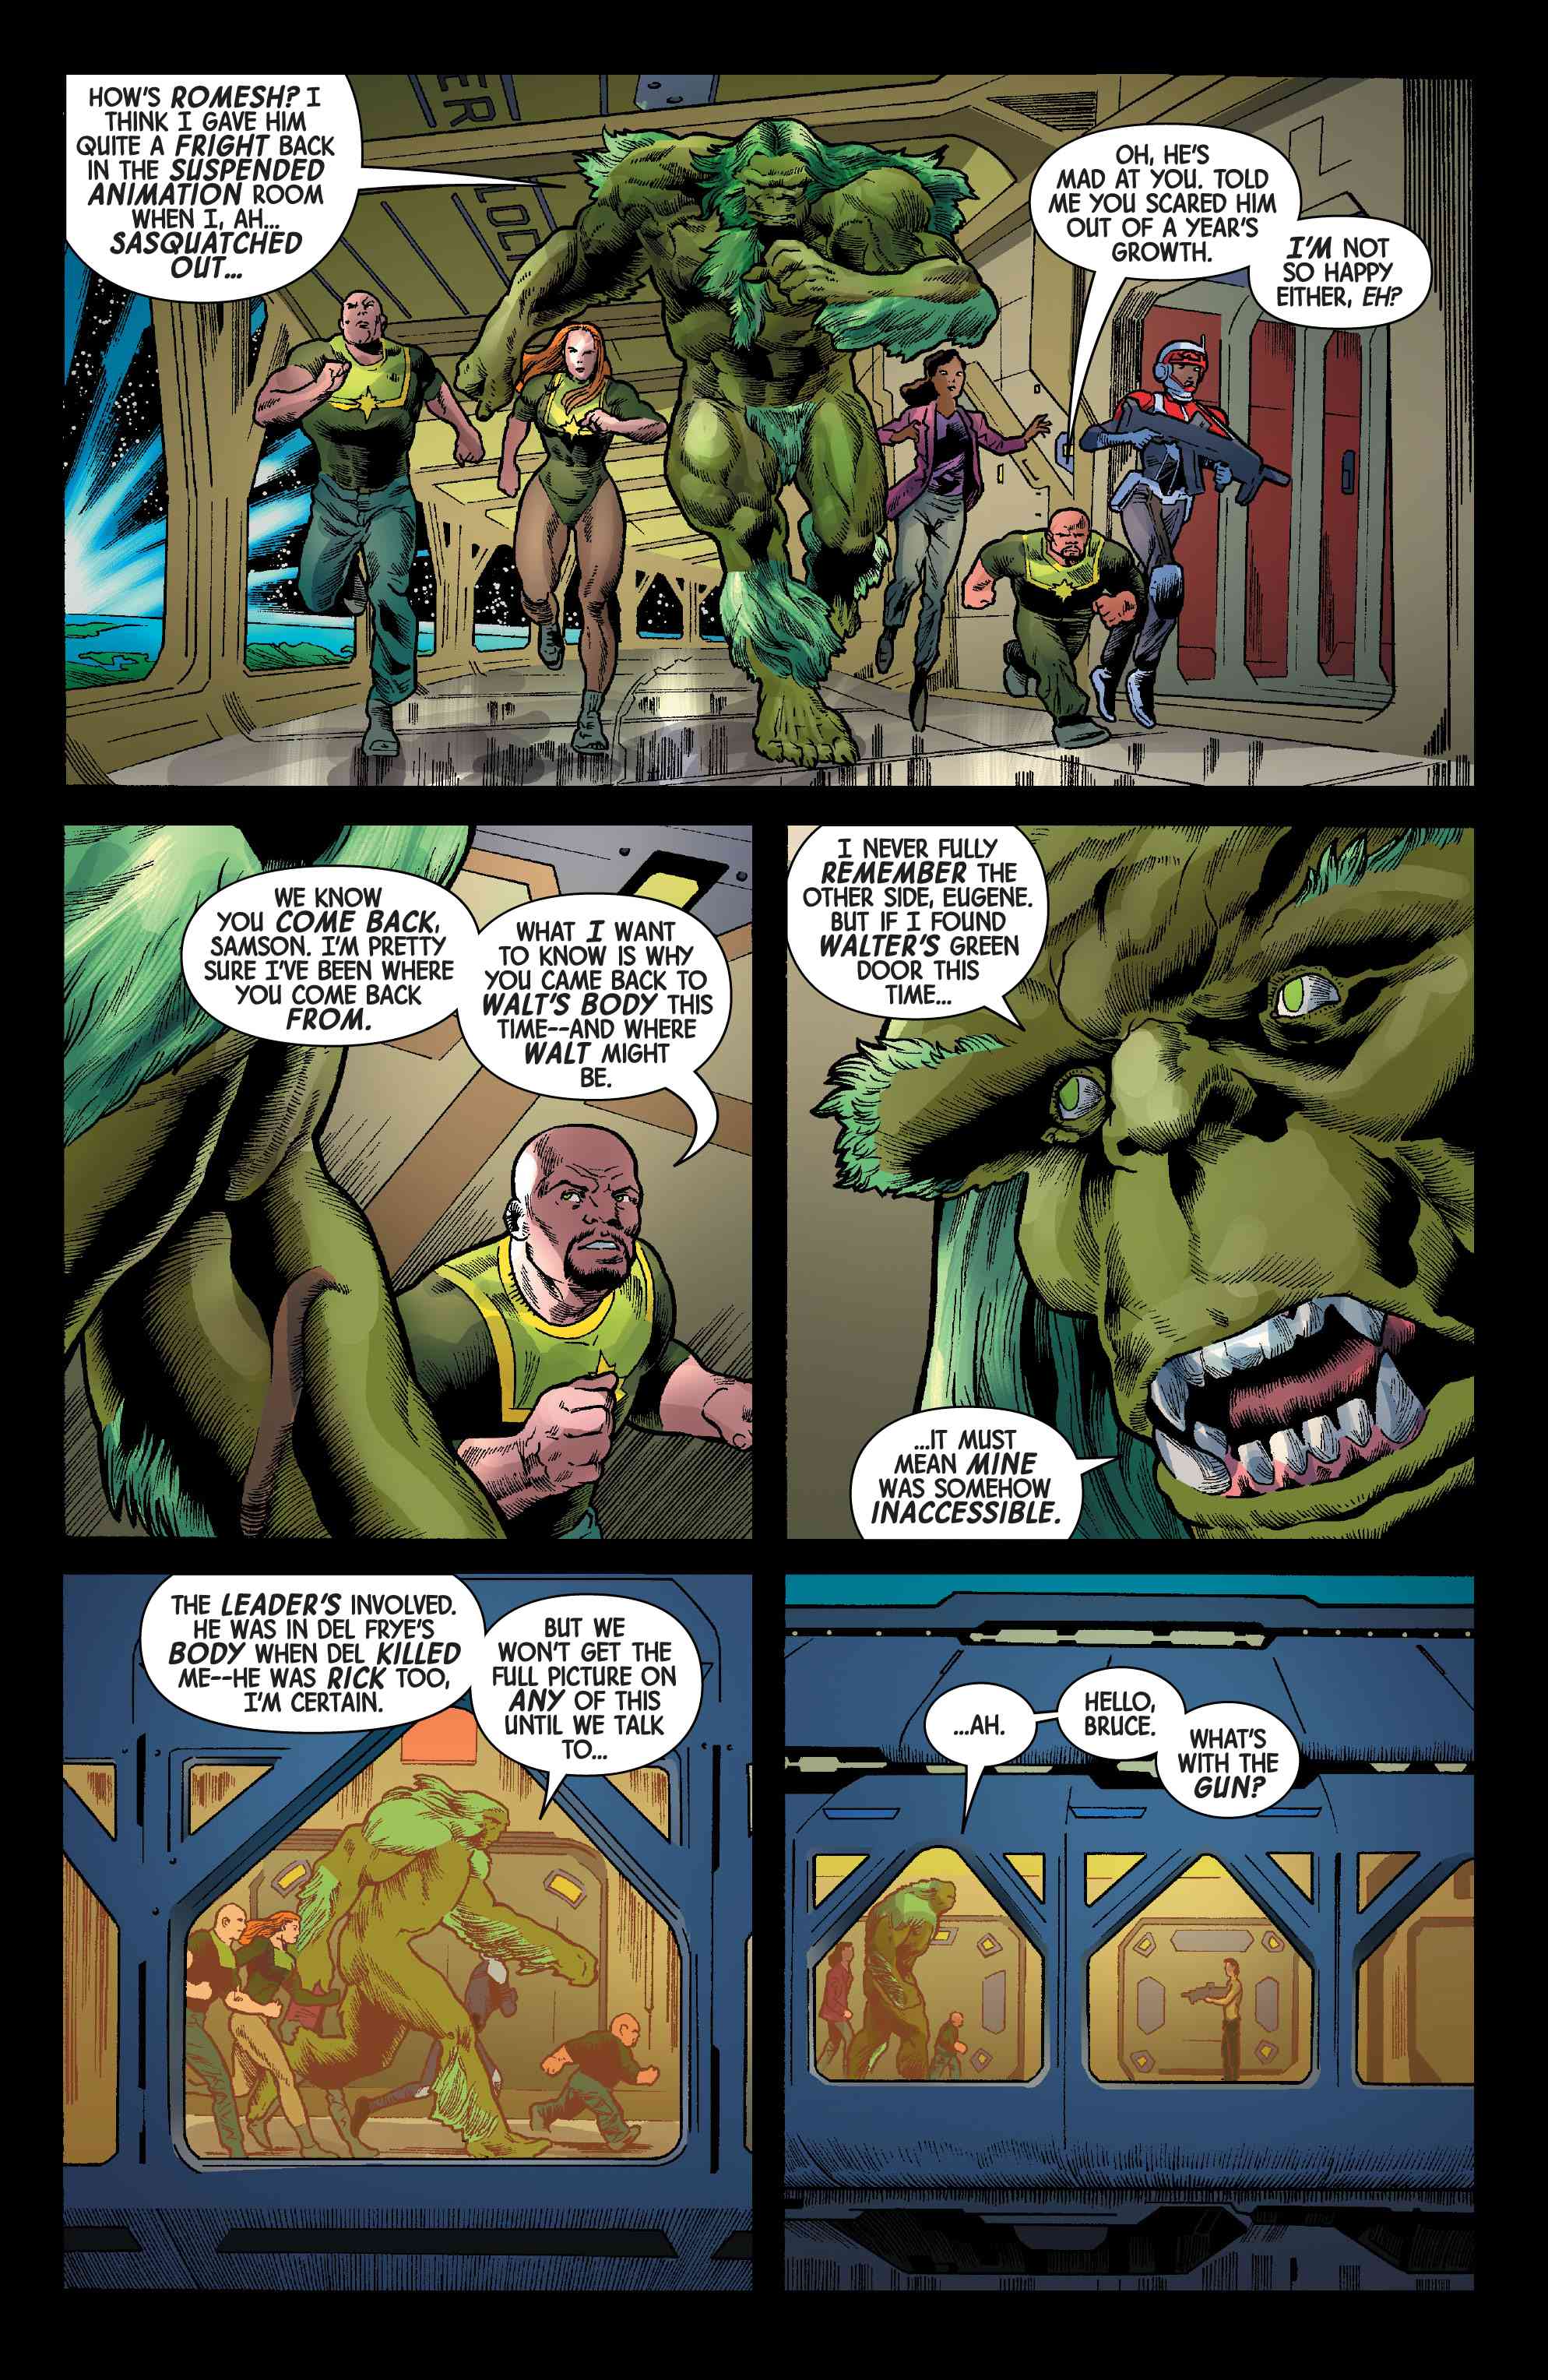 HOW'S ROMESH? I
THINK I GAVE HIM
QUITE A FRIGHT BACK
IN THE SUSPENDED
ANIMATION ROOM
WHEN I, AH...
SASQUATCHED
OUT...
OH, HE'S
MAD AT YOU. TOLD
ME YOU SCARED HIM
OUT OF A YEAR'S
GROWTH.
I'M NOT
SO HAPPY
EITHER, EH?
WE KNOW
YOU COME BACK,
SAMSON. I'M PRETTY
SURE I'VE BEEN WHERE
YOU COME BACK
FROM.
WHAT I WANT
TO KNOW IS WHY
YOU CAME BACK TO
WALT'S BODY THIS
TIME--AND WHERE
WALT MIGHT
BE.
I NEVER FULLY
REMEMBER THE
OTHER SIDE, EUGENE.
BUT IF I FOUND
WALTER'S GREEN
DOOR THIS
TIME...
...IT MUST
MEAN MINE
WAS SOMEHOW
INACCESSIBLE.
THE LEADER'S INVOLVED.
HE WAS IN DEL FRYE'S
BODY WHEN DEL KILLED
ME--HE WAS RICK TOO,
I'M CERTAIN.
BUT WE
WON'T GET THE
FULL PICTURE ON
ANY OF THIS
UNTIL WE TALK
TO...
...AH.
HELLO,
BRUCE.
WHAT'S
WITH THE
GUN?